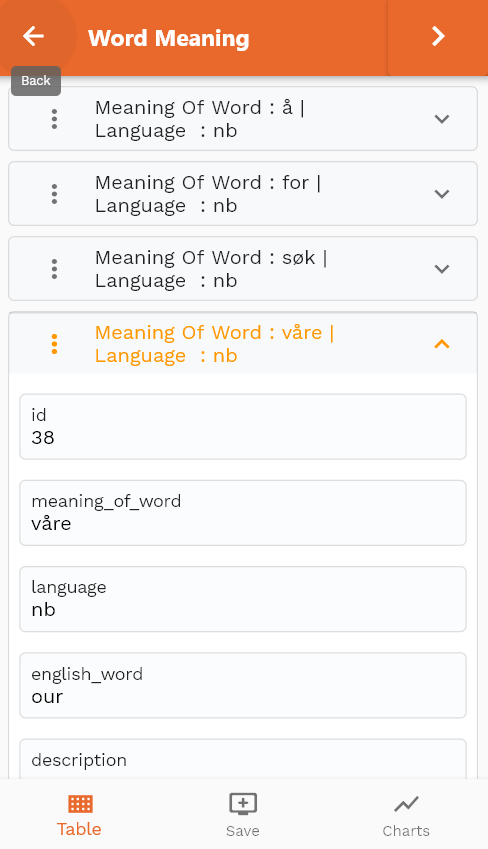 Word Meaning
Back
Meaning Of Word : å |
Language : nb
Meaning Of Word : for |
Language : nb
Meaning Of Word : søk |
Language : nb
Meaning Of Word : våre |
Language : nb
id
38
meaning_of_word
våre
language
nb
english_word
our
description
Table
Save
Charts